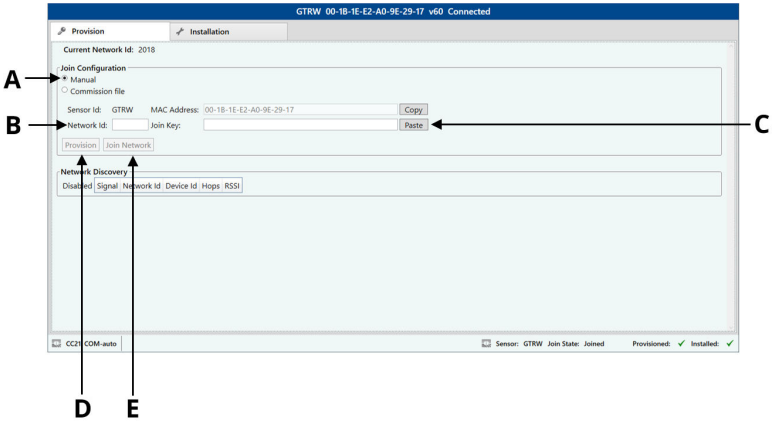 GTRW 00-1B-1E-E2-A0-9E-29-17 v60 Connected
Provision Installation
Current Network Id: 2018
Join Configuration
A
Manual
Commission file
Sensor Id: GTRW MAC Address: 00-1B-1E-E2-A0-9E-29-17 Copy
B Network Id: Join Key: Paste C
Provision Join Network
Network Discovery
Disabled Signal Network Id Device Id Hops RSSI
CC21 COM-auto Sensor: GTRW Join State: Joined Provisioned: Installed:
D E